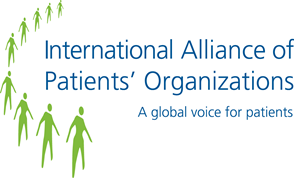 International Alliance of
Patients’ Organizations
A global voice for patients